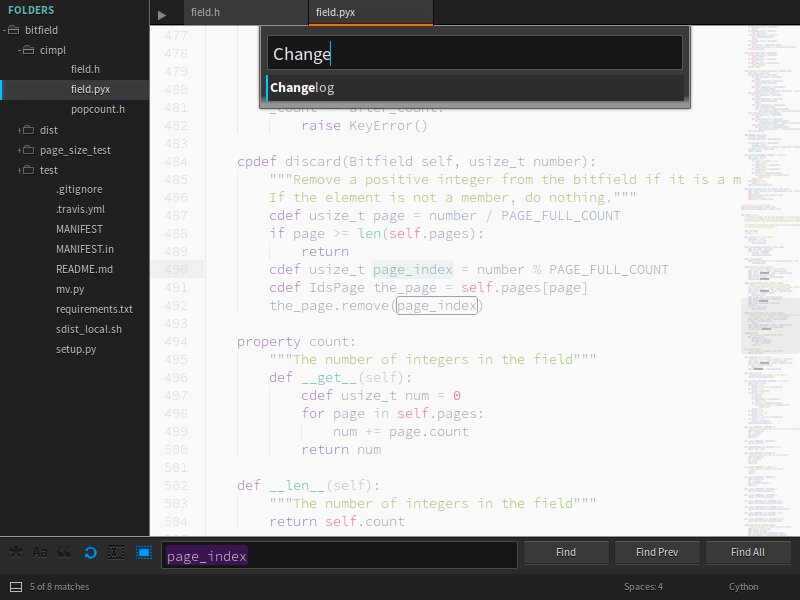 FOLDERS
bitfield
cimpl
field.h
field.pyx
popcount.h
dist
page_size_test
test
.gitignore
.travis.yml
MANIFEST
MANIFEST.in
README.md
mv.py
requirements.txt
sdist_local.sh
setup.py
field.h
field.pyx
Change
Changelog
477
478
479
480
481
482 raise KeyError()
483
484 cpdef discard(Bitfield self, usize_t number):
485 """Remove a positive integer from the bitfield if it is a m
486 If the element is not a member, do nothing."""
487 cdef usize_t page = number / PAGE_FULL_COUNT
488 if page >= len(self.pages):
489 return
490 cdef usize_t page_index = number % PAGE_FULL_COUNT
491 cdef IdsPage the_page = self.pages[page]
492 the_page.remove(page_index)
493
494 property count:
495 """The number of integers in the field"""
496 def __get__(self):
497 cdef usize_t num = 0
498 for page in self.pages:
499 num += page.count
500 return num
501
502 def __len__(self):
503 """The number of integers in the field"""
504 return self.count
Aa
page_index
Find
Find Prev
Find All
5 of 8 matches
Spaces: 4
Cython